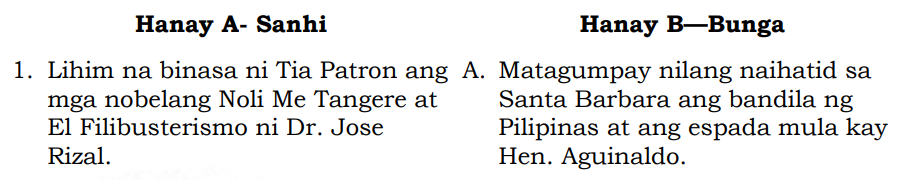 Hanay A- Sanhi
Hanay B—Bunga
1. Lihim na binasa ni Tia Patron ang
mga nobelang Noli Me Tangere at
El Filibusterismo ni Dr. Jose
Rizal.
A. Matagumpay nilang naihatid sa
Santa Barbara ang bandila ng
Pilipinas at ang espada mula kay
Hen. Aguinaldo.